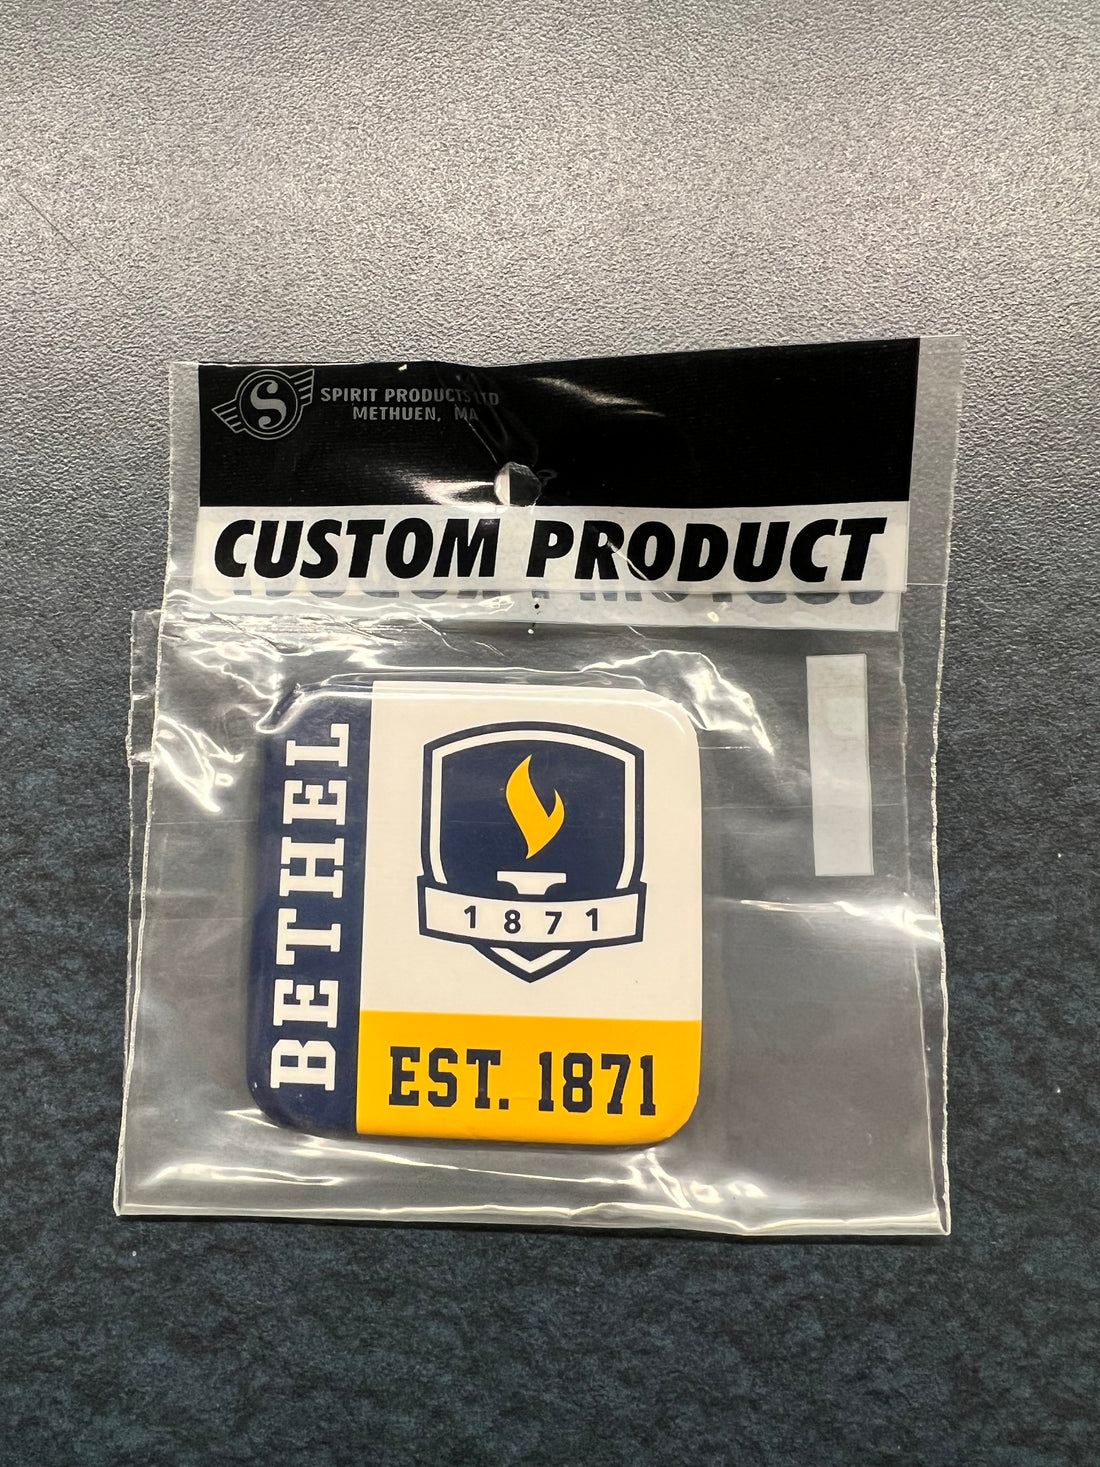 S
SPIRIT PRODUCTS LTD
METHUEN, MA
CUSTOM PRODUCT
BETHEL
1871
EST. 1871